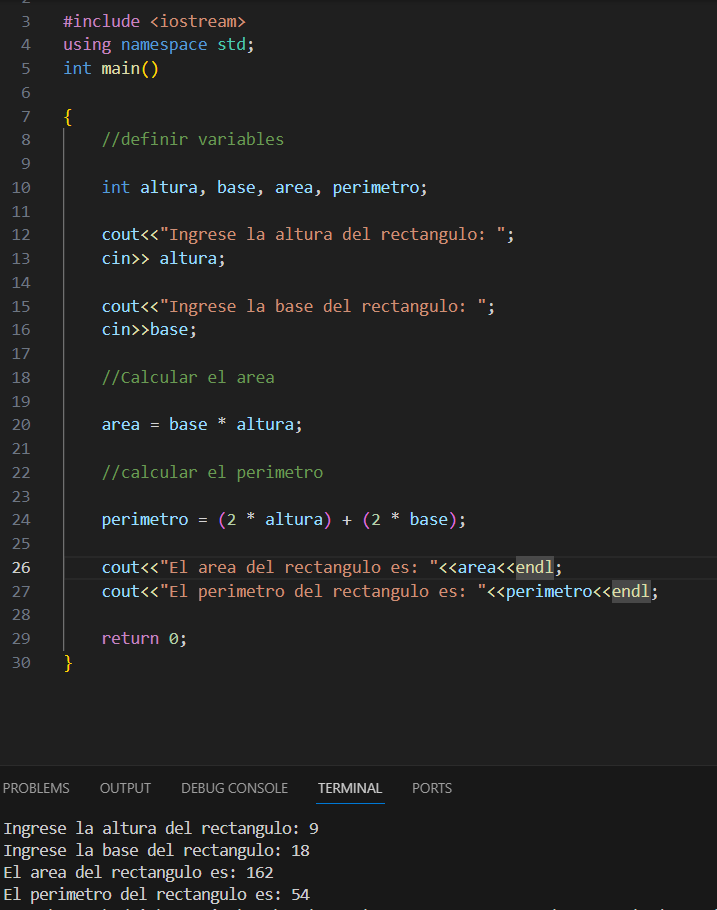 3 #include <iostream>
4 using namespace std;
5 int main()
6
7 {
8 //definir variables
9
10 int altura, base, area, perimetro;
11
12 cout<<"Ingrese la altura del rectangulo: ";
13 cin>> altura;
14
15 cout<<"Ingrese la base del rectangulo: ";
16 cin>>base;
17
18 //Calcular el area
19
20 area = base * altura;
21
22 //calcular el perimetro
23
24 perimetro = (2 * altura) + (2 * base);
25
26 cout<<"El area del rectangulo es: "<<area<<endl;
27 cout<<"El perimetro del rectangulo es: "<<perimetro<<endl;
28
29 return 0;
30 }
PROBLEMS OUTPUT DEBUG CONSOLE TERMINAL PORTS
Ingrese la altura del rectangulo: 9
Ingrese la base del rectangulo: 18
El area del rectangulo es: 162
El perimetro del rectangulo es: 54